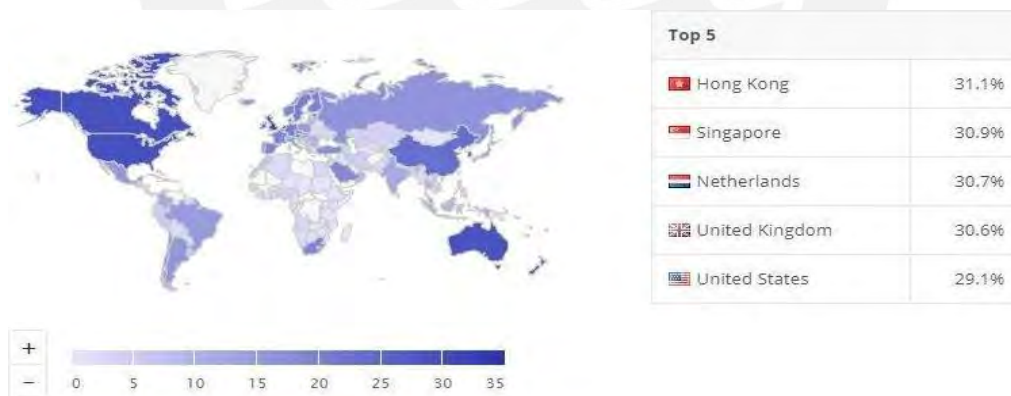 Top 5
Hong Kong 31.1%
Singapore 30.9%
Netherlands 30.7%
United Kingdom 30.6%
United States 29.1%
+
−
0 5 10 15 20 25 30 35